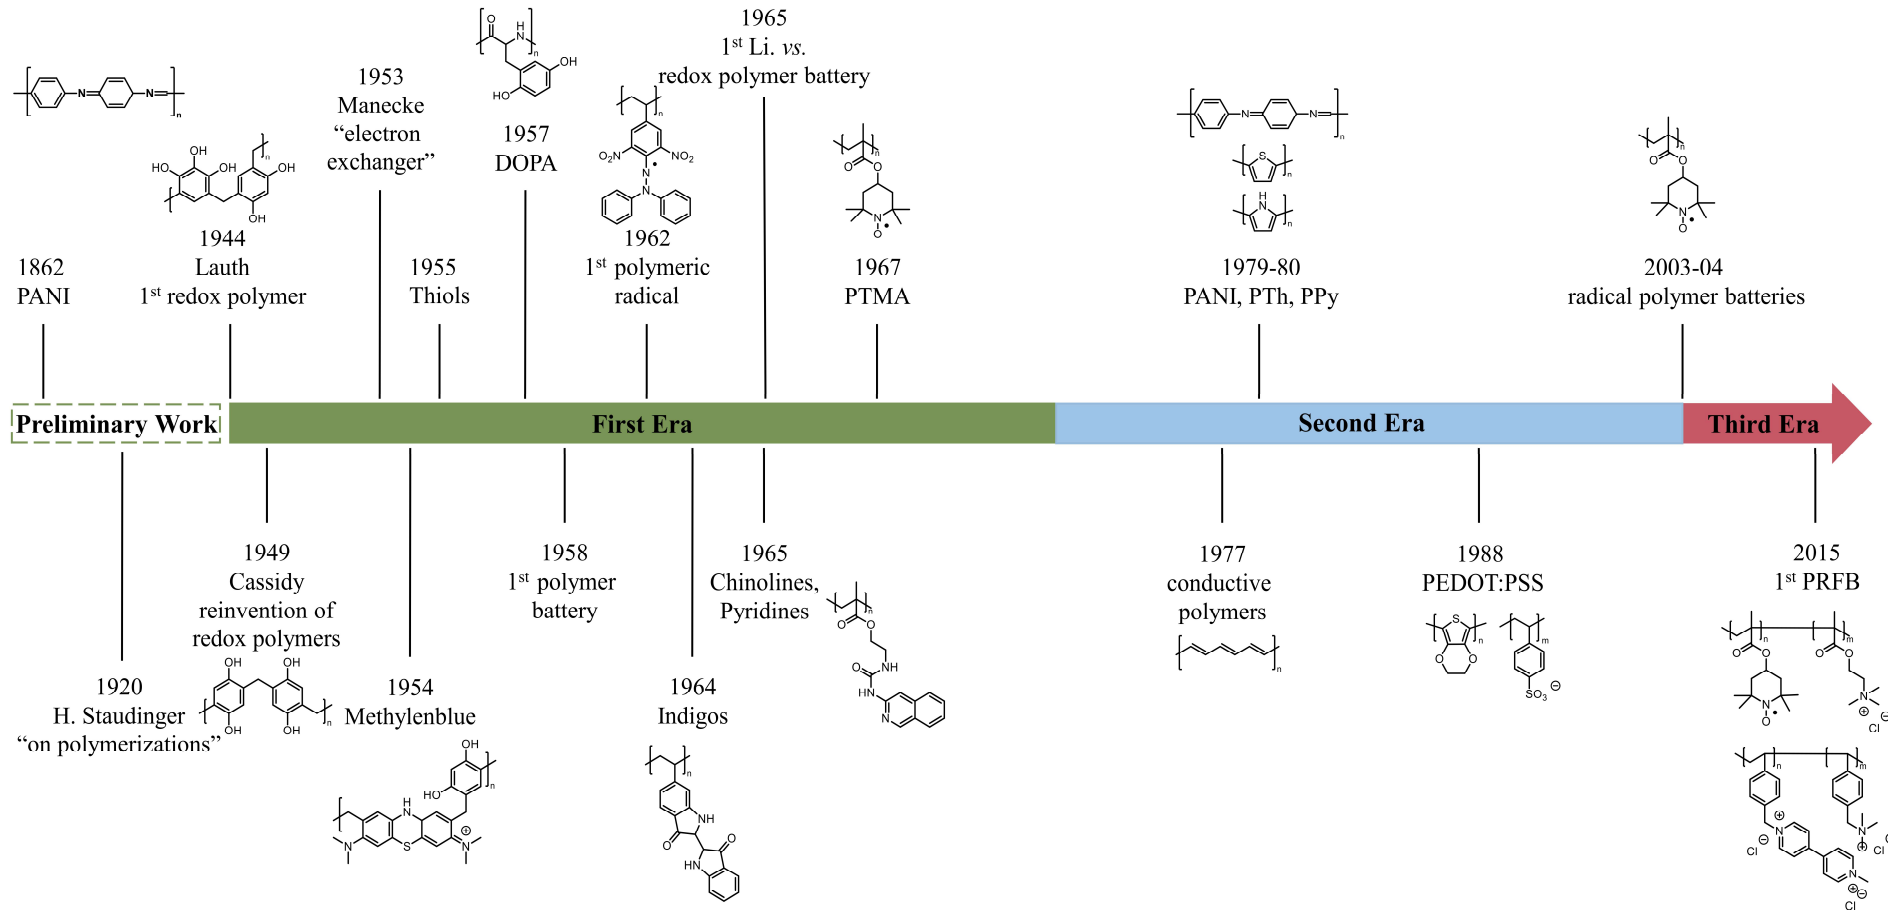 1862
PANI
1944
Lauth
1st redox polymer
1953
Manecke
“electron
exchanger”
1955
Thiols
1957
DOPA
1962
1st polymeric
radical
1965
1st Li. vs.
redox polymer battery
1967
PTMA
1979-80
PANI, PTh, PPy
2003-04
radical polymer batteries
Preliminary Work
First Era
Second Era
Third Era
1920
H. Staudinger
“on polymerizations”
1949
Cassidy
reinvention of
redox polymers
1954
Methylenblue
1958
1st polymer
battery
1964
Indigos
1965
Chinolines,
Pyridines
1977
conductive
polymers
1988
PEDOT:PSS
2015
1st PRFB